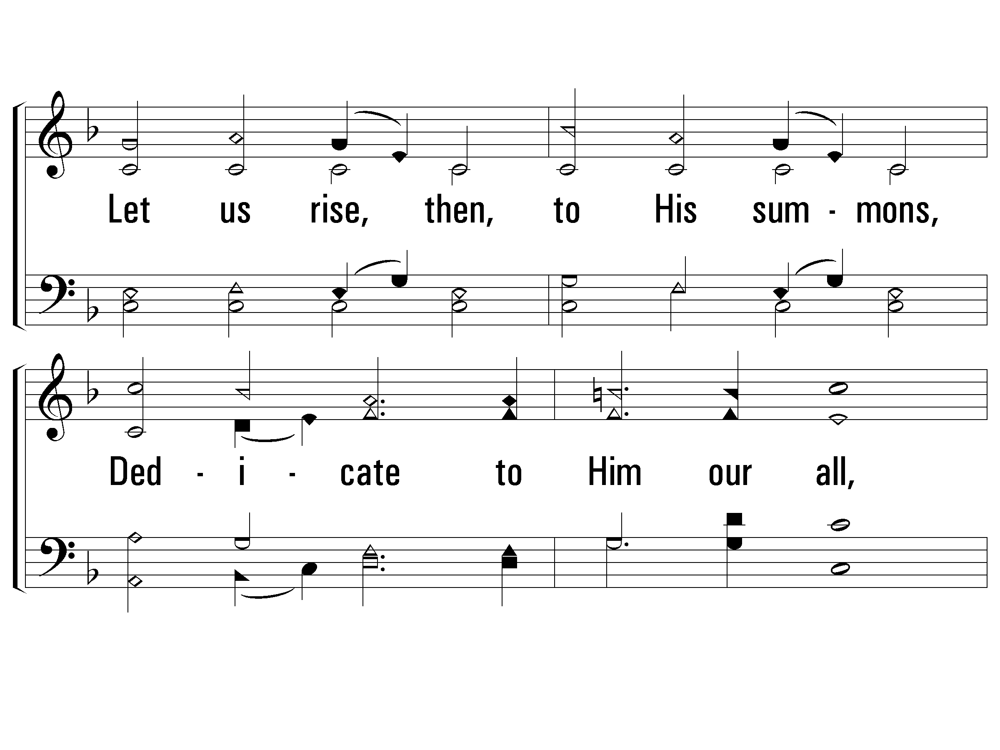 Let us rise, then, to His sum - mons,
Ded - i - cate to Him our all,